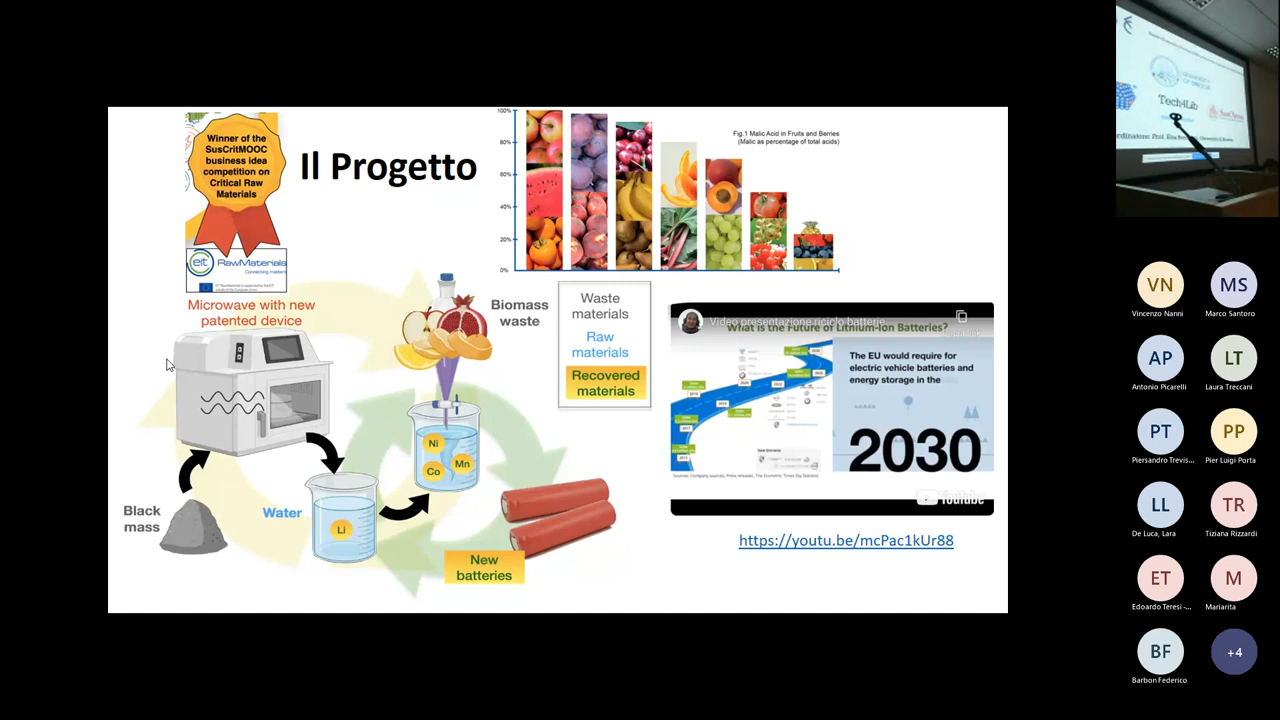 Winner of the
SusCritMOOC
business idea
competition on
Critical Raw
Materials
eit RawMaterials
Connecting matters
Il Progetto
100%
80%
60%
40%
20%
0%
Fig.1 Malic Acid in Fruits and Berries
(Malic as percentage of total acids)
Microwave with new
patented device
Biomass
waste
Waste
materials
Raw
materials
Recovered
materials
Ni
Co
Mn
Black
mass
Water
Li
New
batteries
Video presentazione riciclo batterie
What is the Future of Lithium-Ion Batteries?
The EU would require for
electric vehicle batteries and
energy storage in the
2030
YouTube
https://youtu.be/mcPac1kUr88
Tech4Lib
VN
MS
Vincenzo Nanni
Marco Santoro
AP
LT
Antonio Picarelli
Laura Treccani
PT
PP
Piersandro Trevis...
Pier Luigi Porta
LL
TR
De Luca, Lara
Tiziana Rizzardi
ET
M
Edoardo Teresi -...
Mariarita
BF
+4
Barbon Federico